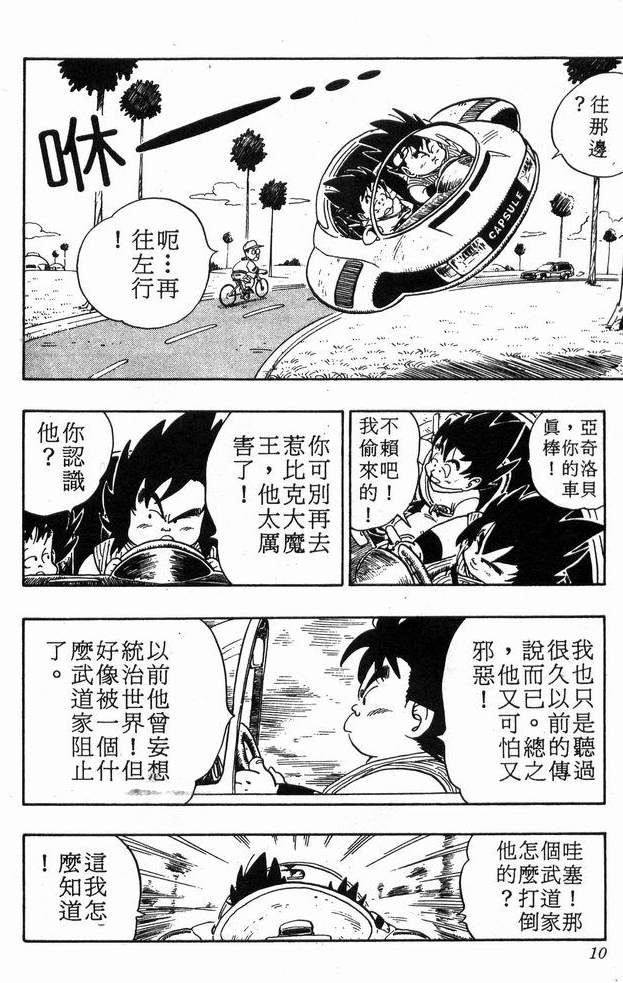 往那邊
？
咻
呃…再
往左行
！
CAPSULE
亞奇洛貝
，你的車
真棒！
不賴吧！
我偷來的！
你可別再去
惹比克大魔
王，他太厲
害了！
你認識
他？
我也只是聽過
很久以前的傳
說而已。總之
，他又可怕又
邪惡！
以前他曾妄想
統治世界！但
好像被一個什
麼武道家阻止
了。
哇塞！那
個武道家
怎麼打倒
他的？
這我怎
麼知道
！
10